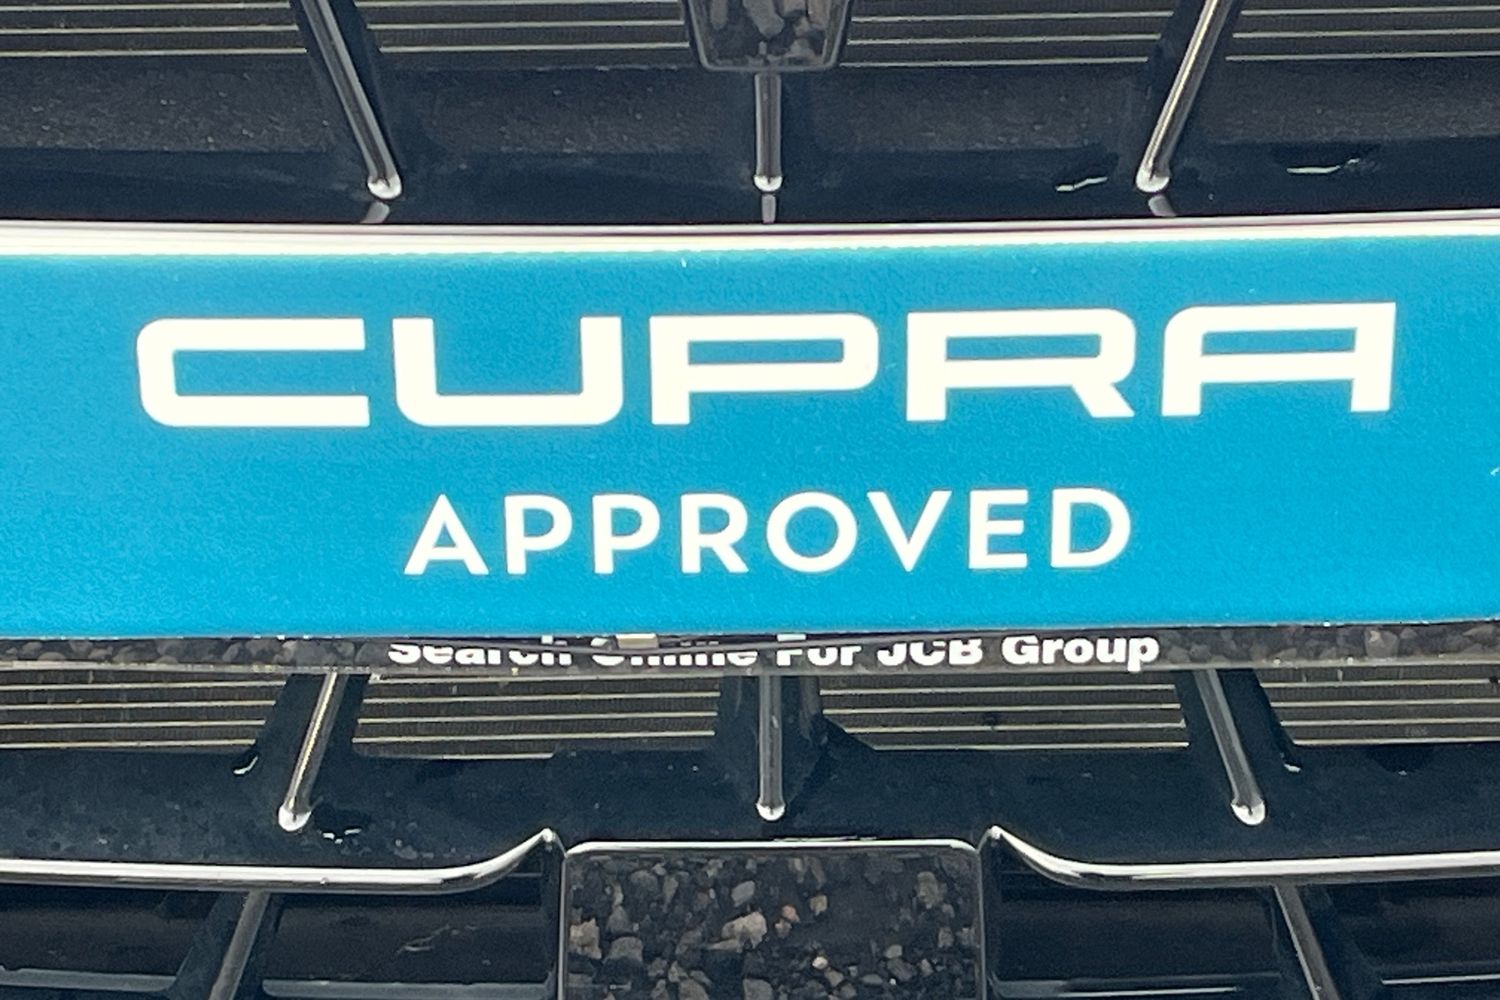 CUPRA
APPROVED
Search Online For JCB Group